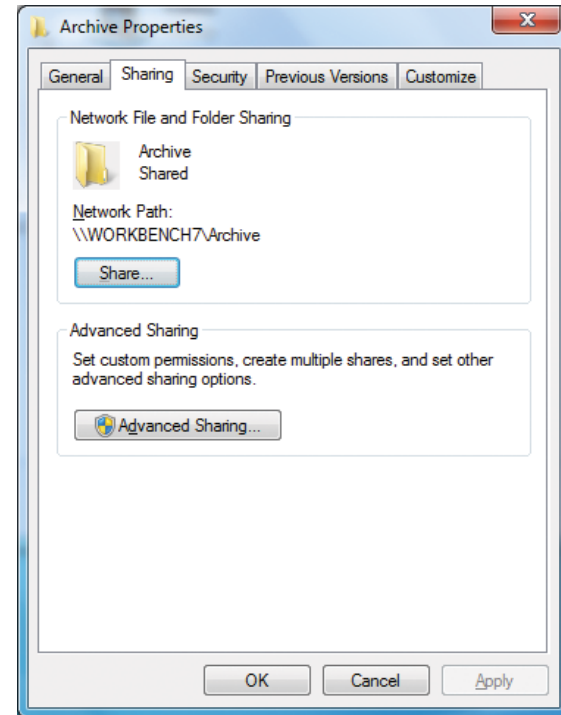 Archive Properties
General Sharing Security Previous Versions Customize
Network File and Folder Sharing
Archive
Shared
Network Path:
\\WORKBENCH7\Archive
Share...
Advanced Sharing
Set custom permissions, create multiple shares, and set other
advanced sharing options.
Advanced Sharing...
OK Cancel Apply